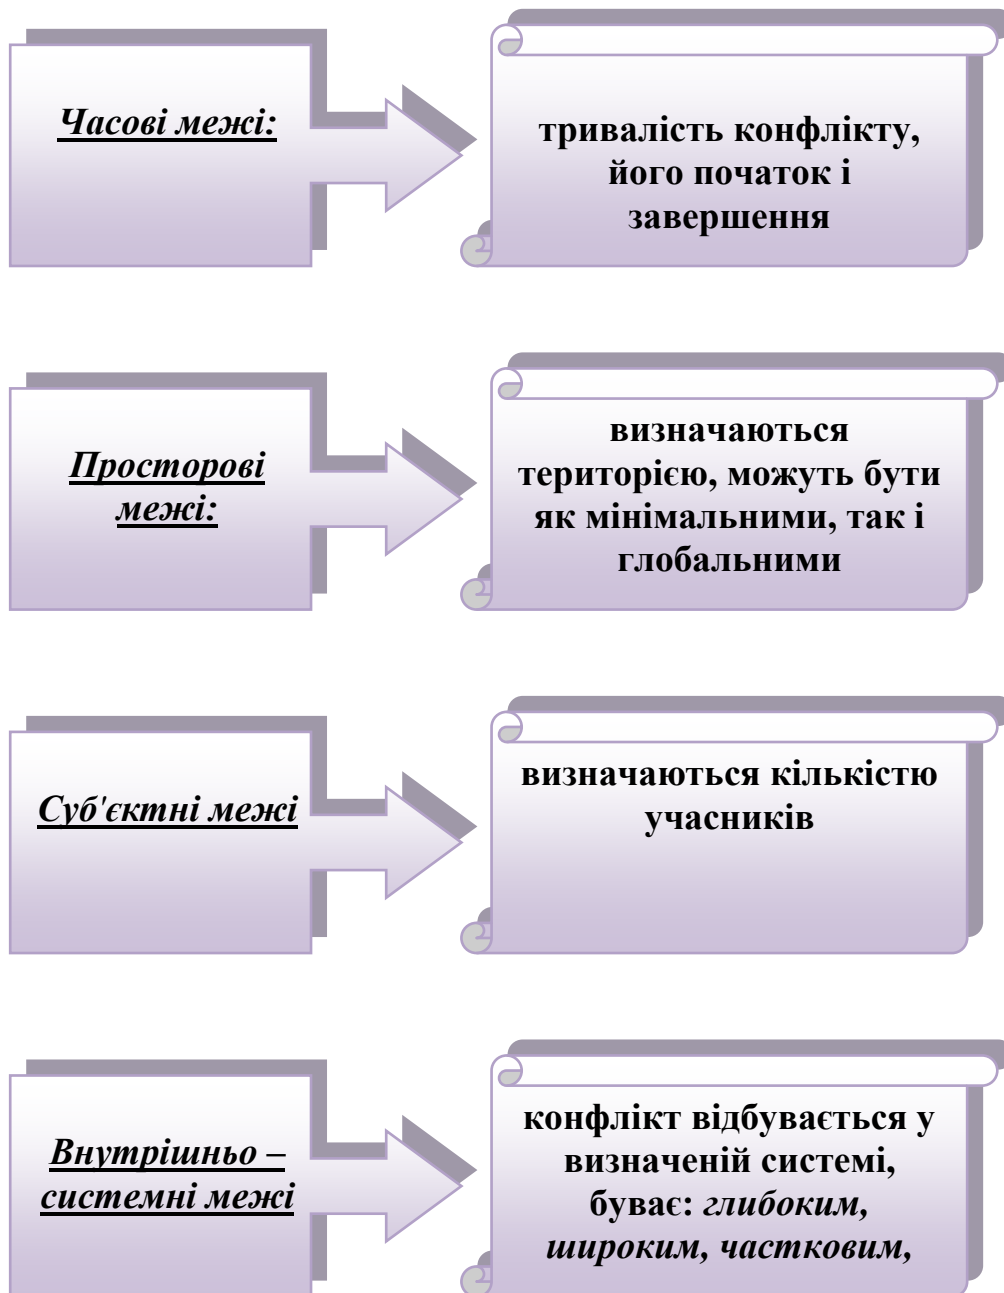 Часові межі:
тривалість конфлікту,
його початок і
завершення
Просторові
межі:
визначаються
територією, можуть бути
як мінімальними, так і
глобальними
Суб'єктні межі
визначаються кількістю
учасників
Внутрішньо –
системні межі
конфлікт відбувається у
визначеній системі,
буває: глибоким,
широким, частковим,